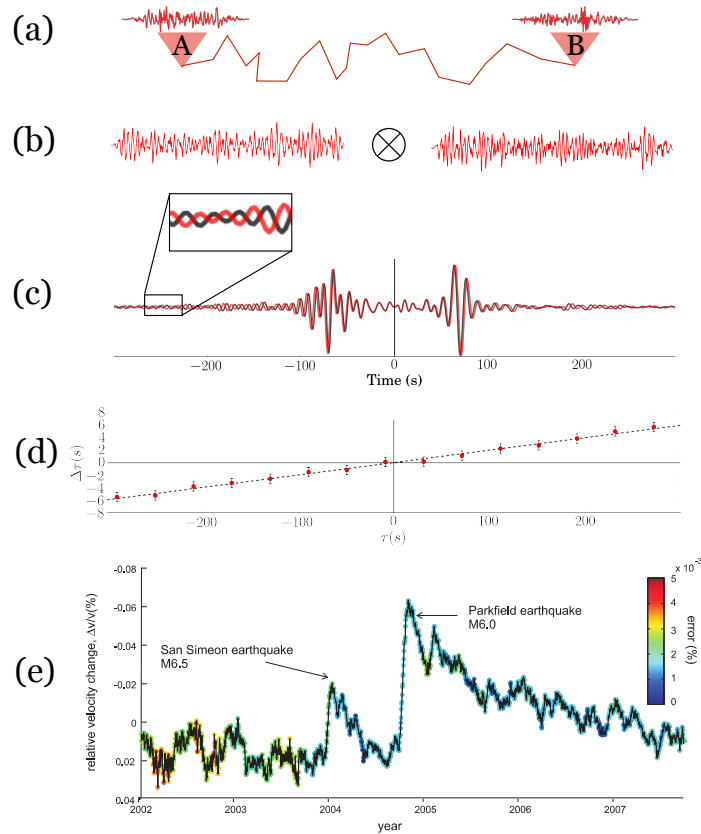 (a)
A
B
(b)
(c)
−200
−100
0
100
200
Time (s)
(d)
Δτ(s)
8
6
4
2
0
−2
−4
−6
−8
−200
−100
0
100
200
τ(s)
(e)
relative velocity change, Δv/v(%)
-0.08
-0.06
-0.04
-0.02
0
0.02
0.04
San Simeon earthquake
M6.5
Parkfield earthquake
M6.0
x 10⁻³
5
4
3
2
1
0
error (%)
2002
2003
2004
2005
2006
2007
year